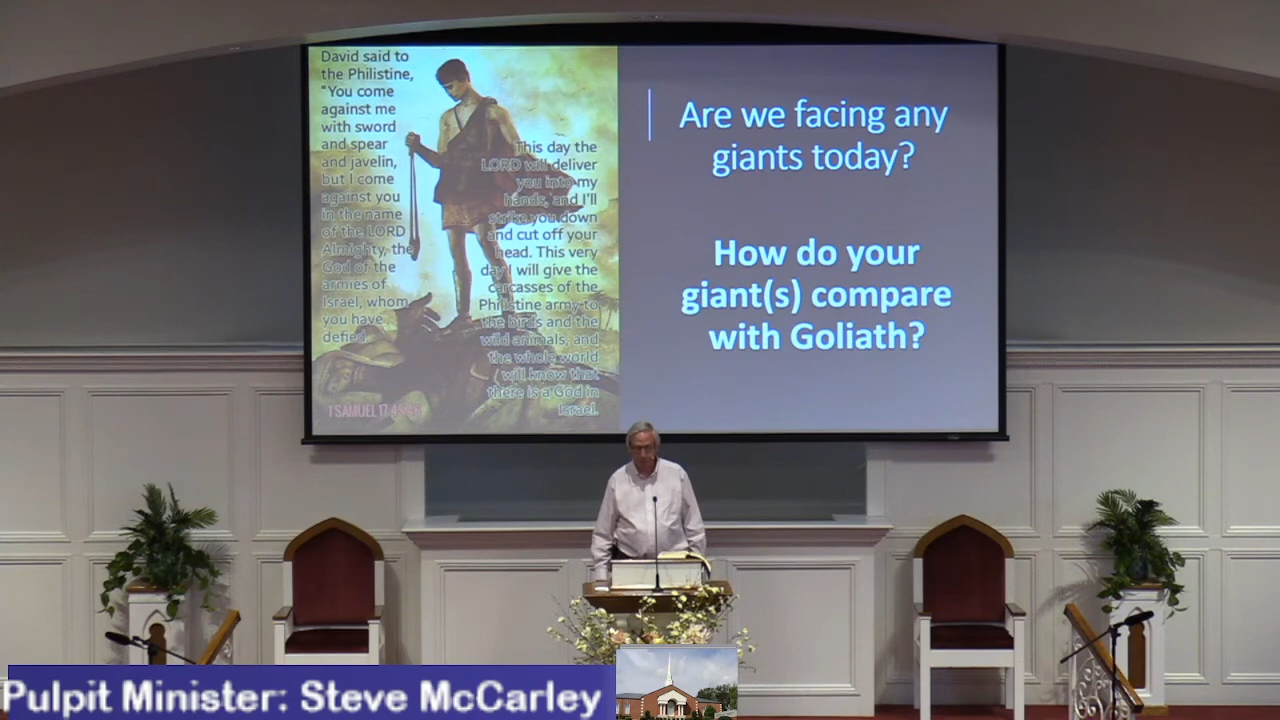 David said to
the Philistine,
"You come
against me
with sword
and spear
and javelin,
but I come
against you
in the name
of the LORD
Almighty, the
God of the
armies of
Israel, whom
you have
defied.
This day the
LORD will deliver
you into my
hands, and I'll
strike you down
and cut off your
head. This very
day I will give the
carcasses of the
Philistine army to
the birds and the
wild animals, and
the whole world
will know that
there is a God in
Israel.
1 SAMUEL 17:45-46
Are we facing any
giants today?
How do your
giant(s) compare
with Goliath?
Pulpit Minister: Steve McCarley